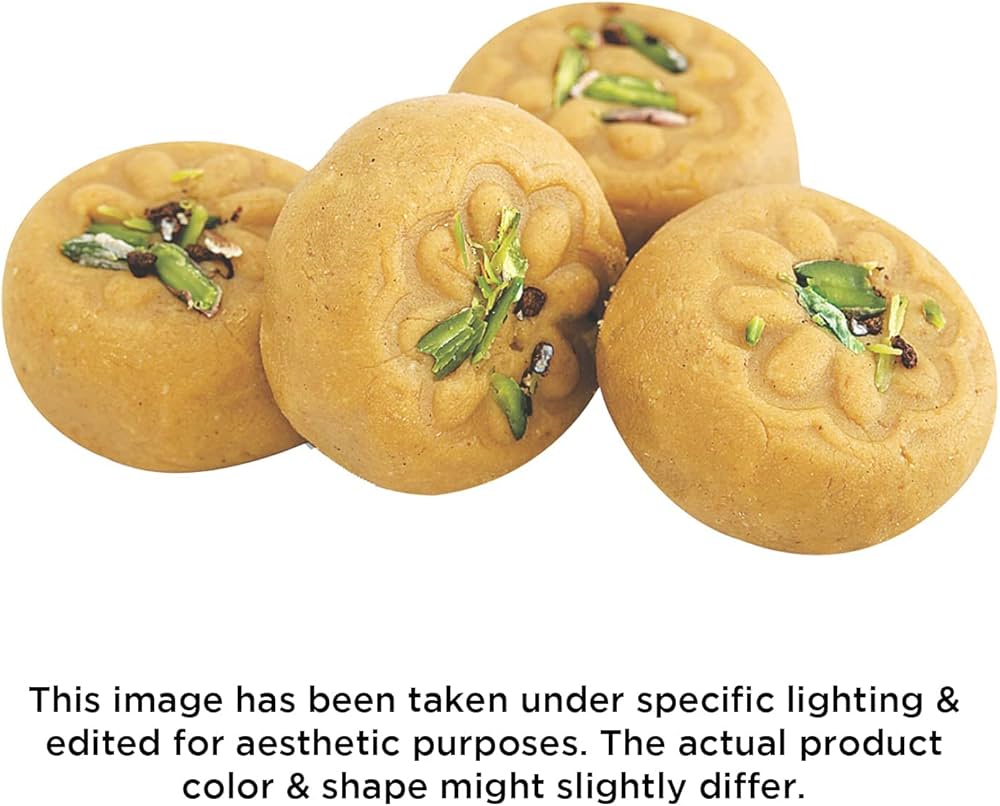 This image has been taken under specific lighting &
edited for aesthetic purposes. The actual product
color & shape might slightly differ.